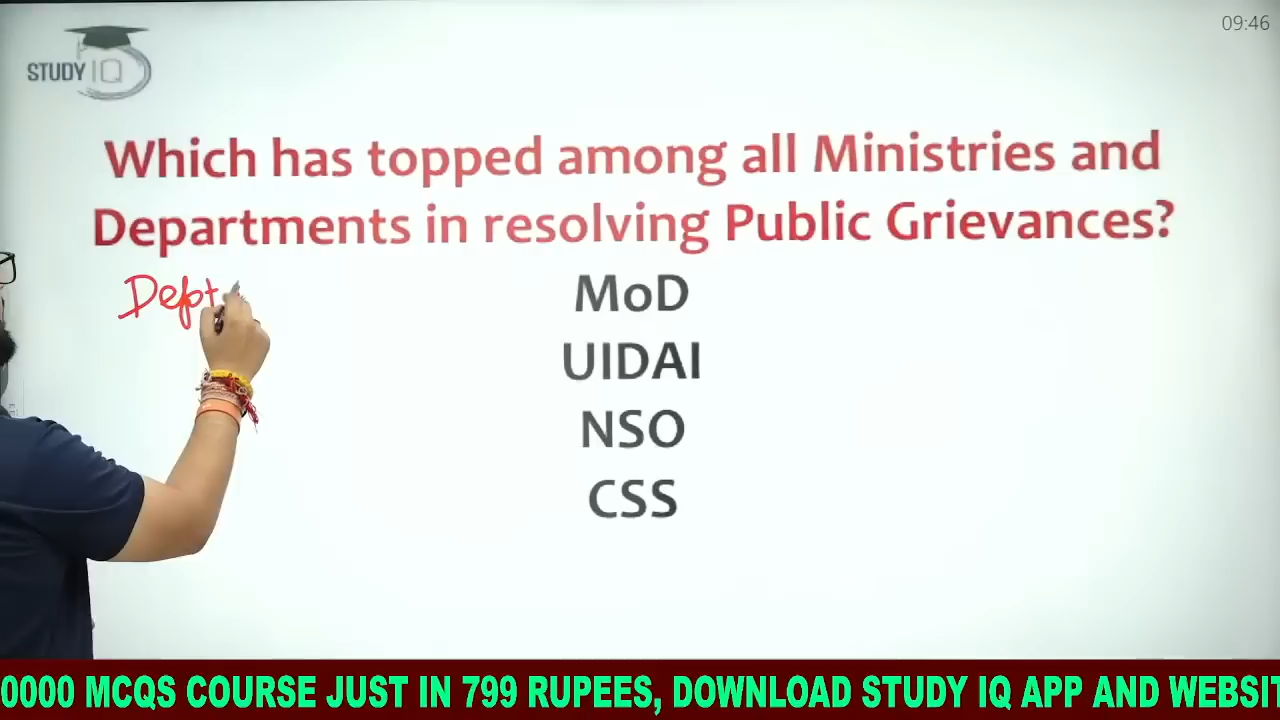 09:46
STUDY IQ
Which has topped among all Ministries and
Departments in resolving Public Grievances?
Dept
MoD
UIDAI
NSO
CSS
0000 MCQS COURSE JUST IN 799 RUPEES, DOWNLOAD STUDY IQ APP AND WEBSIT